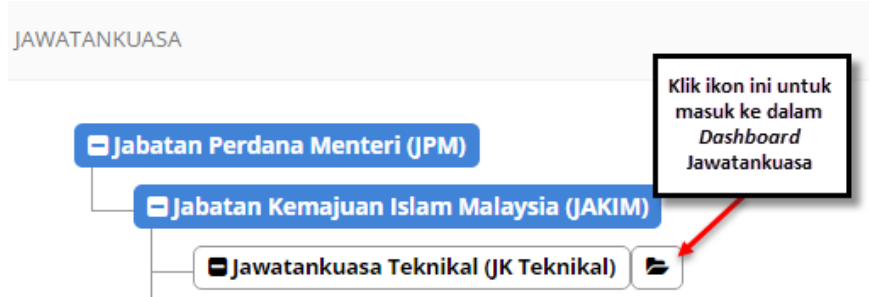 JAWATANKUASA
Klik ikon ini untuk
masuk ke dalam
Dashboard
Jawatankuasa
Jabatan Perdana Menteri (JPM)
Jabatan Kemajuan Islam Malaysia (JAKIM)
Jawatankuasa Teknikal (JK Teknikal)